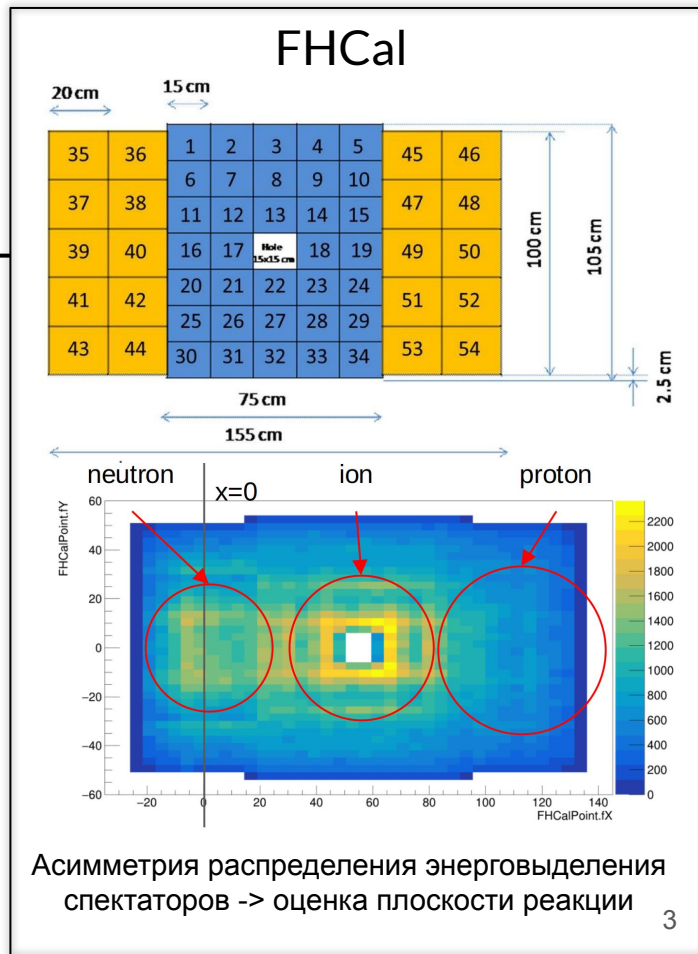 FHCal
20 cm
15 cm
35 36 1 2 3 4 5 45 46
6 7 8 9 10
37 38 11 12 13 14 15 47 48
39 40 16 17 Hole 15x15 cm 18 19 49 50
20 21 22 23 24
41 42 25 26 27 28 29 51 52
43 44 30 31 32 33 34 53 54
100 cm
105 cm
2.5 cm
75 cm
155 cm
neutron x=0 ion proton
FHCalPoint.fY
60
40
20
0
−20
−40
−60
−20 0 20 40 60 80 100 120 140
FHCalPoint.fX
2200
2000
1800
1600
1400
1200
1000
800
600
400
200
0
Асимметрия распределения энерговыделения
спектаторов -> оценка плоскости реакции
3